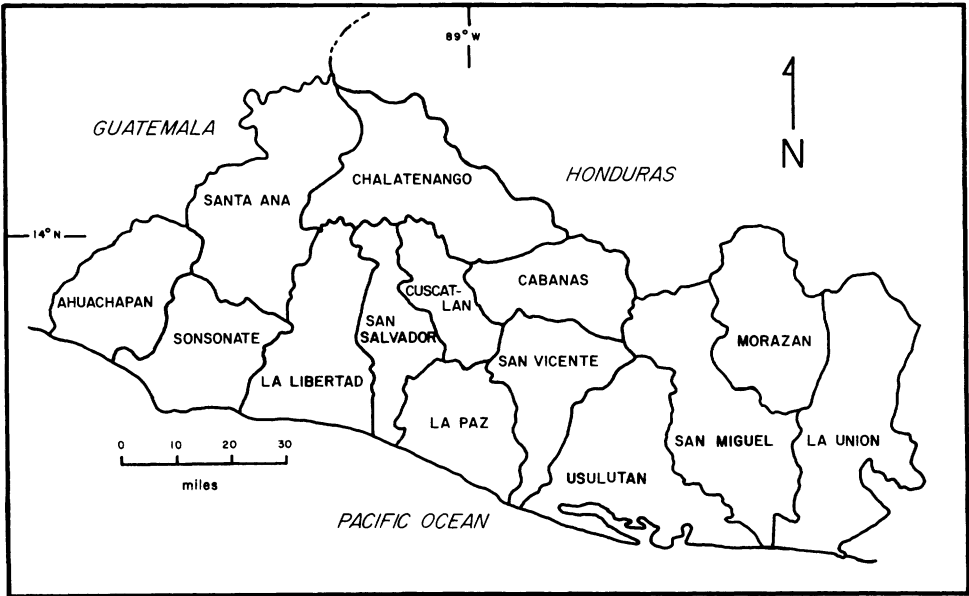 89° W
GUATEMALA
HONDURAS
N
CHALATENANGO
SANTA ANA
14° N
CABANAS
CUSCAT-
LAN
AHUACHAPAN
SONSONATE
SAN
SALVADOR
MORAZAN
SAN VICENTE
LA LIBERTAD
LA PAZ
SAN MIGUEL
LA UNION
USULUTAN
0 10 20 30
miles
PACIFIC OCEAN